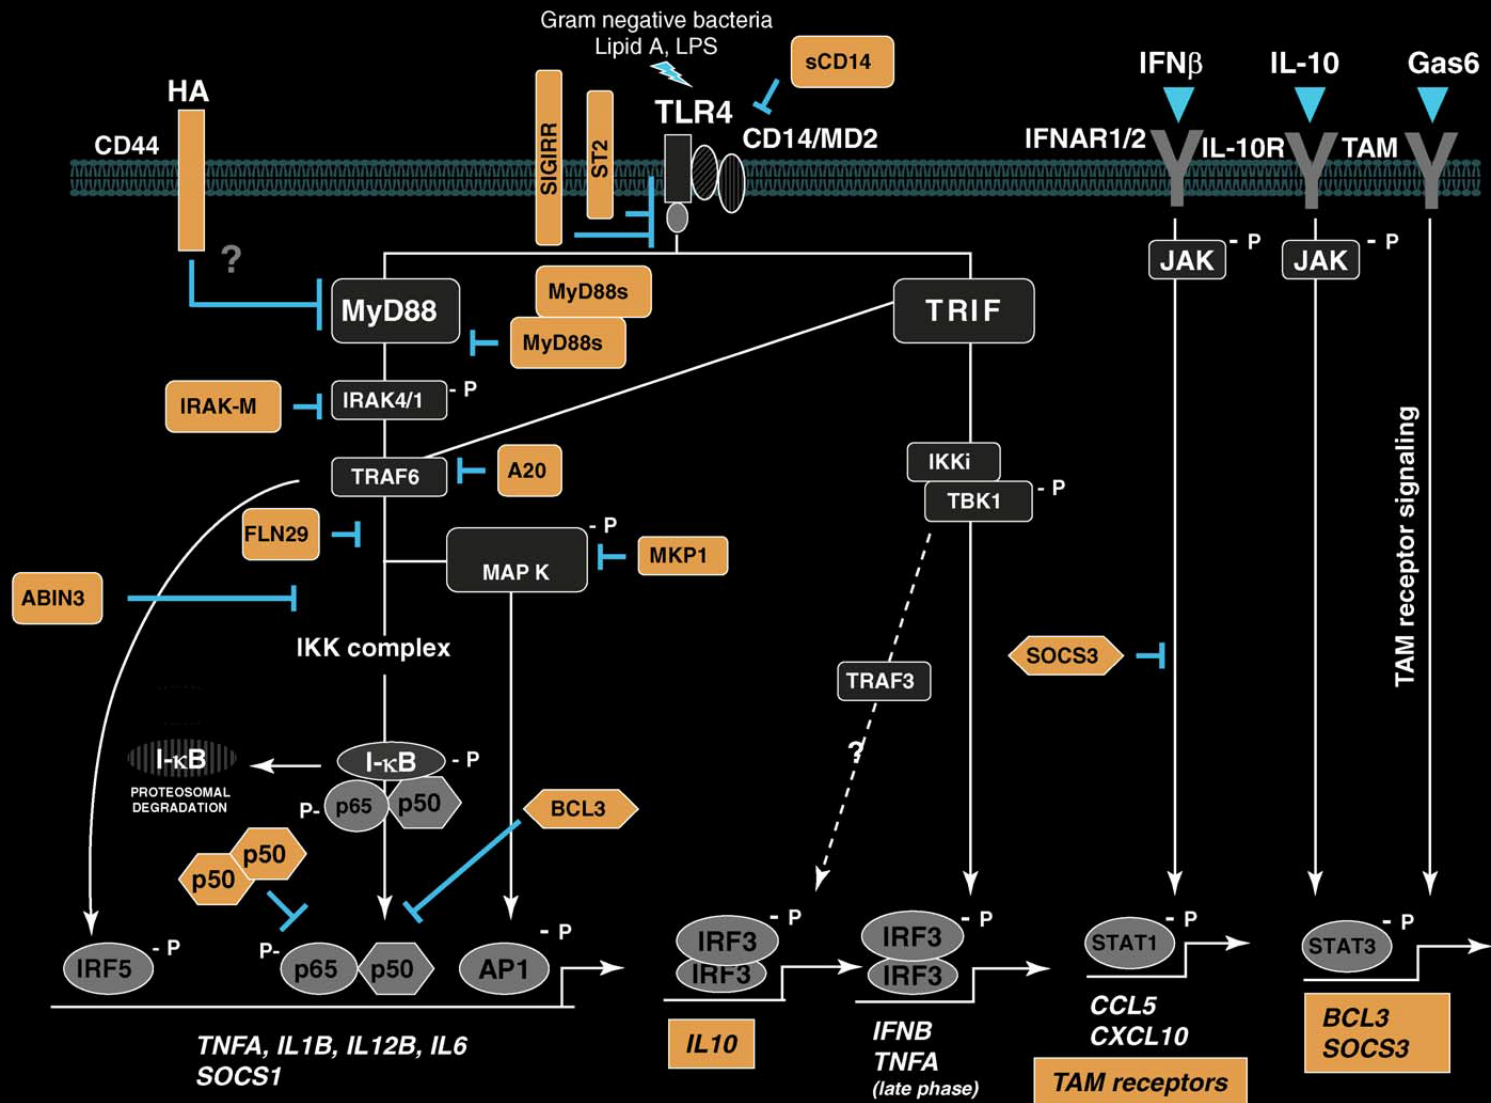 Gram negative bacteria
Lipid A, LPS
sCD14
HA
CD44
SIGIRR
ST2
TLR4
CD14/MD2
IFNβ
IL-10
Gas6
IFNAR1/2
IL-10R
TAM
?
MyD88
MyD88s
MyD88s
TRIF
JAK
- P
JAK
- P
IRAK-M
IRAK4/1
- P
TRAF6
A20
IKKi
TBK1
- P
FLN29
MAP K
- P
MKP1
ABIN3
IKK complex
TRAF3
?
SOCS3
TAM receptor signaling
I-κB
PROTEOSOMAL
DEGRADATION
I-κB
- P
P-
p65
p50
BCL3
p50
p50
IRF5
- P
P-
p65
p50
AP1
- P
IRF3
- P
IRF3
IRF3
- P
IRF3
STAT1
- P
STAT3
- P
TNFA, IL1B, IL12B, IL6
SOCS1
IL10
IFNB
TNFA
(late phase)
CCL5
CXCL10
TAM receptors
BCL3
SOCS3